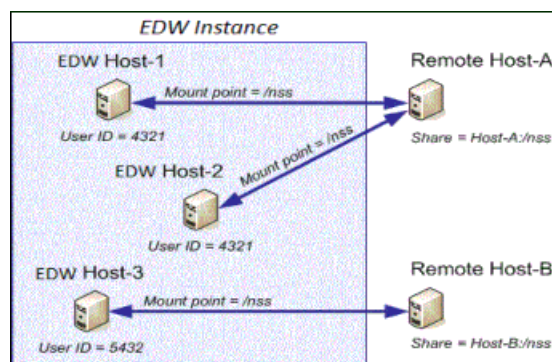 EDW Instance
EDW Host-1
Remote Host-A
Mount point = /nss
User ID = 4321
Share = Host-A:/nss
Mount point = /nss
EDW Host-2
User ID = 4321
EDW Host-3
Remote Host-B
Mount point = /nss
User ID = 5432
Share = Host-B:/nss